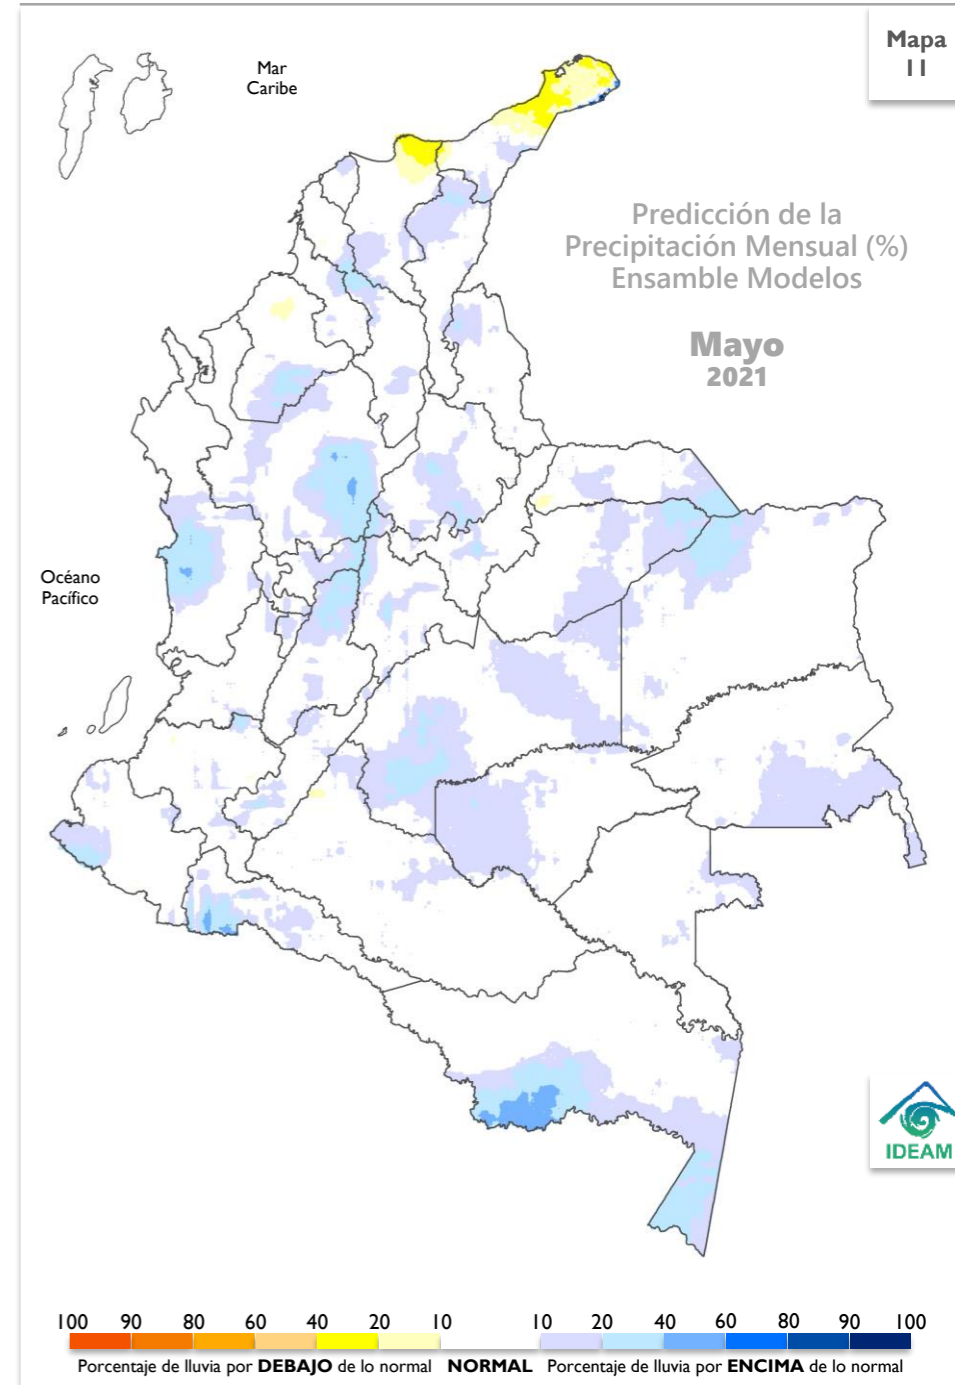 Mapa
11
Mar
Caribe
Predicción de la
Precipitación Mensual (%)
Ensamble Modelos
Mayo
2021
Océano
Pacífico
IDEAM
100 90 80 60 40 20 10 10 20 40 60 80 90 100
Porcentaje de lluvia por DEBAJO de lo normal NORMAL Porcentaje de lluvia por ENCIMA de lo normal